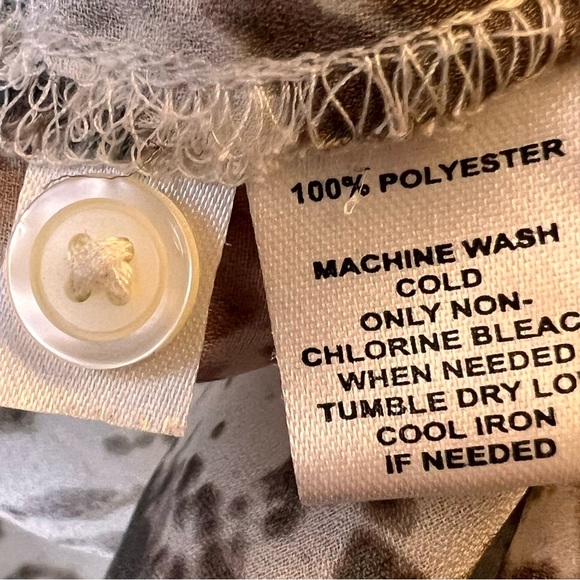 100% POLYESTER
MACHINE WASH
COLD
ONLY NON-
CHLORINE BLEAC
WHEN NEEDED
TUMBLE DRY LO
COOL IRON
IF NEEDED